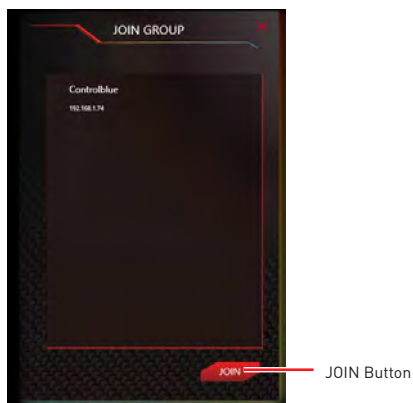 JOIN GROUP
Controlblue
192.168.1.74
JOIN
JOIN Button